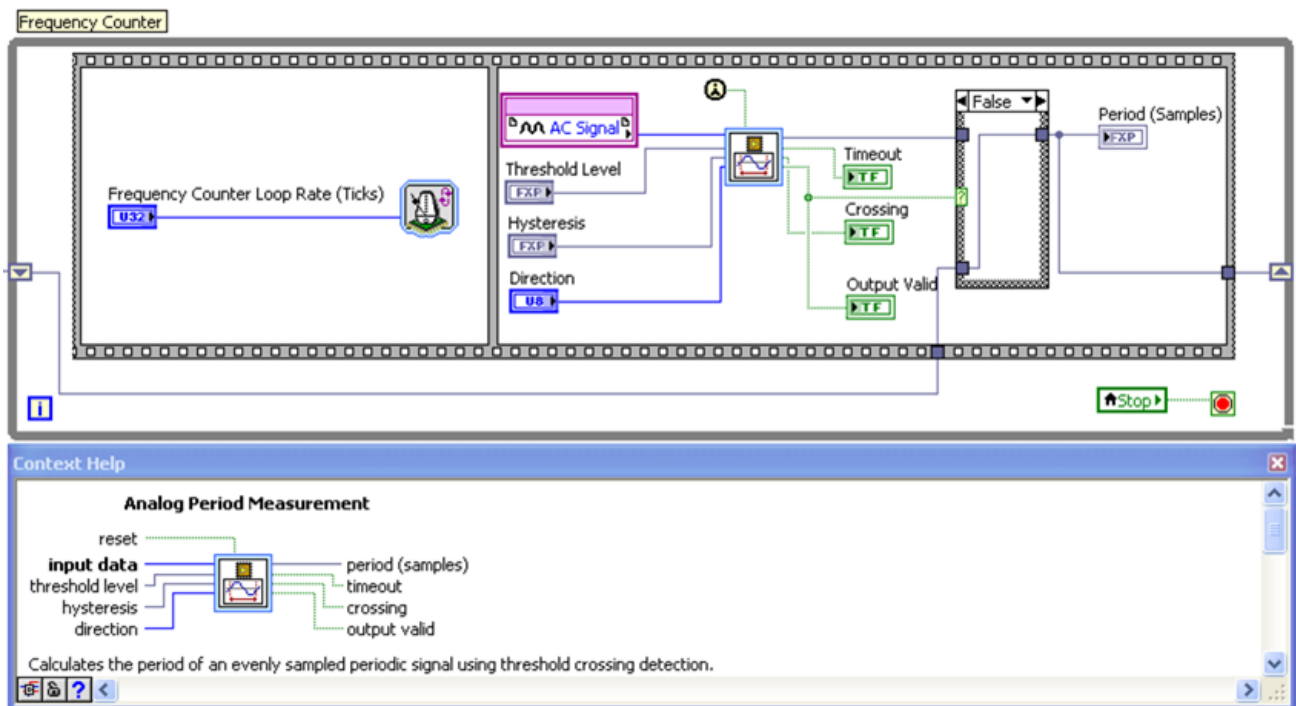 Frequency Counter
Frequency Counter Loop Rate (Ticks)
U32
AC Signal
Threshold Level
FXP
Hysteresis
FXP
Direction
U8
Timeout
TF
Crossing
TF
Output Valid
TF
False
?
Period (Samples)
FXP
i
Stop
Context Help
Analog Period Measurement
reset
input data
threshold level
hysteresis
direction
period (samples)
timeout
crossing
output valid
Calculates the period of an evenly sampled periodic signal using threshold crossing detection.
?